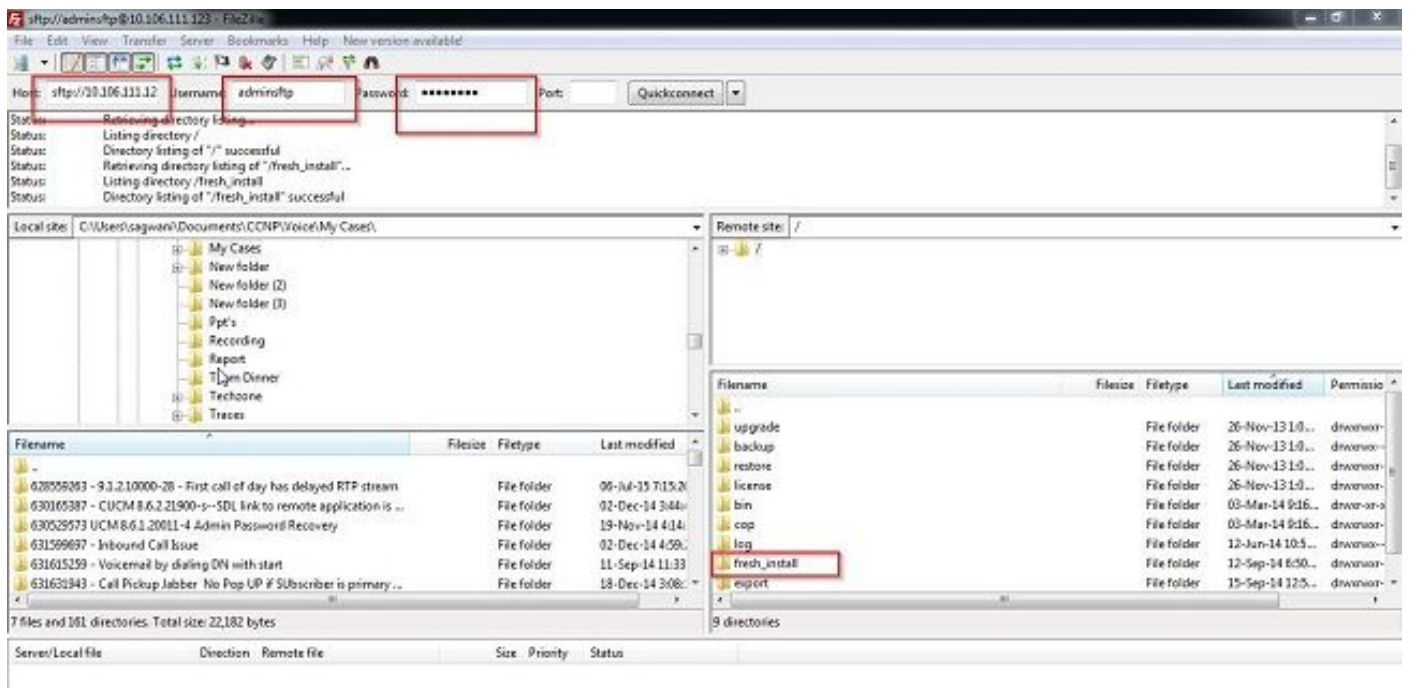 sftp://adminsftp@10.106.111.123 - FileZilla
File Edit View Transfer Server Bookmarks Help New version available!
Host: sftp://10.106.111.12 Username: adminsftp Password: •••••••• Port: Quickconnect
Status: Retrieving directory listing...
Status: Listing directory /
Status: Directory listing of "/" successful
Status: Retrieving directory listing of "/fresh_install"...
Status: Listing directory /fresh_install
Status: Directory listing of "/fresh_install" successful
Local site: C:\Users\sagwani\Documents\CCNP\Voice\My Cases\
My Cases
New folder
New folder (2)
New folder (3)
Ppt's
Recording
Report
Team Dinner
Techzone
Traces
Filename Filesize Filetype Last modified
..
628559263 - 9.1.2.10000-28 - First call of day has delayed RTP stream File folder 06-Jul-15 7:15:2
630165387 - CUCM 8.6.2.21900-s--SDL link to remote application is ... File folder 02-Dec-14 3:44:
630529573 UCM 8.6.1.20011-4 Admin Password Recovery File folder 19-Nov-14 4:14:
631599697 - Inbound Call Issue File folder 02-Dec-14 4:59:
631615259 - Voicemail by dialing DN with start File folder 11-Sep-14 11:33
631631943 - Call Pickup Jabber No Pop UP if SUbscriber is primary ... File folder 18-Dec-14 3:08:
7 files and 161 directories. Total size: 22,182 bytes
Remote site: /
/
Filename Filesize Filetype Last modified Permissio
..
upgrade File folder 26-Nov-13 1:0... drwxrwxr-
backup File folder 26-Nov-13 1:0... drwxrwx--
restore File folder 26-Nov-13 1:0... drwxrwxr-
license File folder 26-Nov-13 1:0... drwxrwxr-
bin File folder 03-Mar-14 9:16... drwxr-xr-x
cop File folder 03-Mar-14 9:16... drwxrwxr-
log File folder 12-Jun-14 10:5... drwxrwx--
fresh_install File folder 12-Sep-14 6:50... drwxrwxr-
export File folder 15-Sep-14 12:5... drwxrwxr-
9 directories
Server/Local file Direction Remote file Size Priority Status